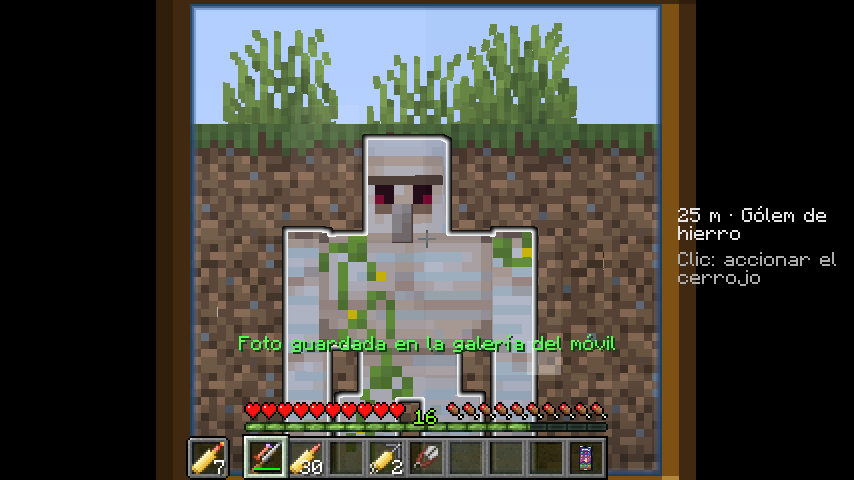 25 m · Gólem de
hierro
Clic: accionar el
cerrojo
Foto guardada en la galería del móvil
16
7
30
2